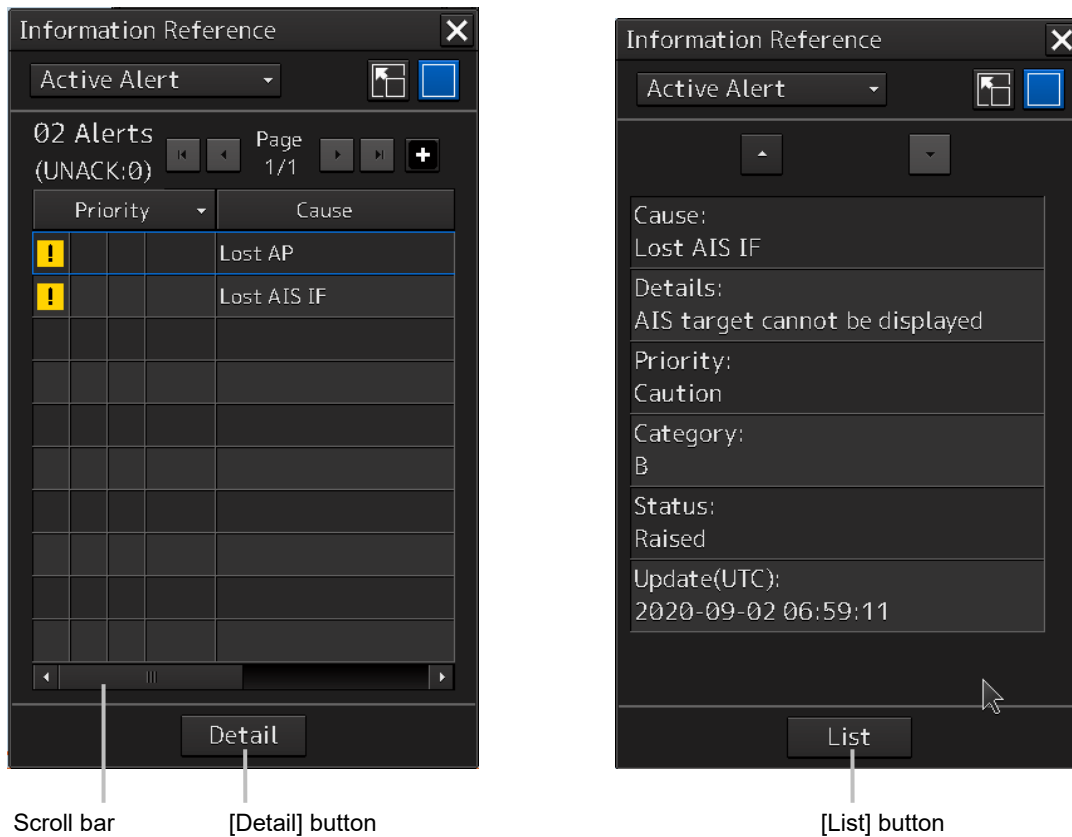 Information Reference
Active Alert
02 Alerts
(UNACK:0)
Page
1/1
Priority
Cause
Lost AP
Lost AIS IF
Detail
Scroll bar
[Detail] button
Information Reference
Active Alert
Cause:
Lost AIS IF
Details:
AIS target cannot be displayed
Priority:
Caution
Category:
B
Status:
Raised
Update(UTC):
2020-09-02 06:59:11
List
[List] button